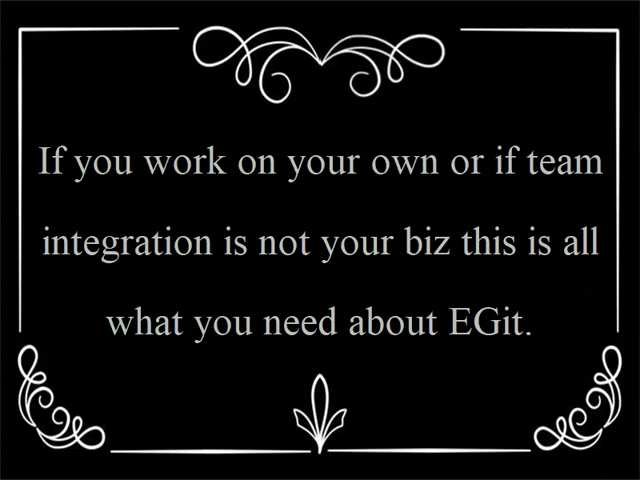 If you work on your own or if team
integration is not your biz this is all
what you need about EGit.